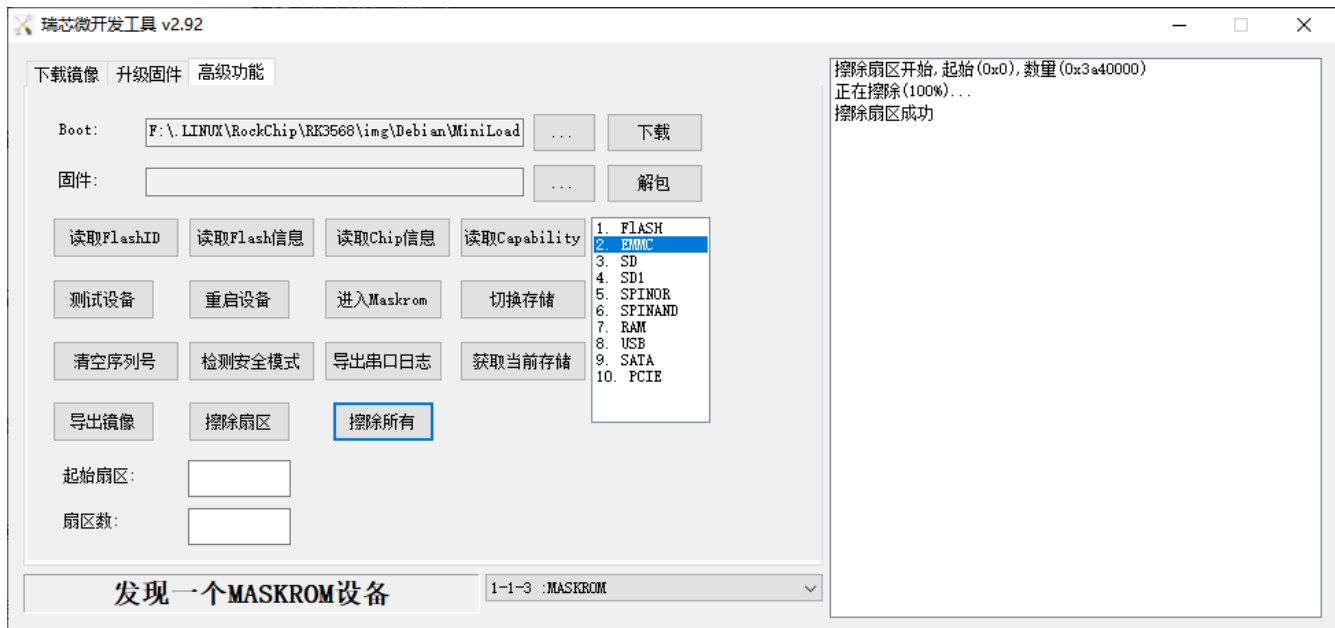 瑞芯微开发工具 v2.92
下载镜像 升级固件 高级功能
Boot: F:\.LINUX\RockChip\RK3568\img\Debian\MiniLoad ... 下载
固件: ... 解包
读取FlashID 读取Flash信息 读取Chip信息 读取Capability
测试设备 重启设备 进入Maskrom 切换存储
清空序列号 检测安全模式 导出串口日志 获取当前存储
1. FlASH
2. EMMC
3. SD
4. SD1
5. SPINOR
6. SPINAND
7. RAM
8. USB
9. SATA
10. PCIE
导出镜像 擦除扇区 擦除所有
起始扇区:
扇区数:
发现一个MASKROM设备 1-1-3 :MASKROM
擦除扇区开始,起始(0x0),数量(0x3a40000)
正在擦除(100%)...
擦除扇区成功